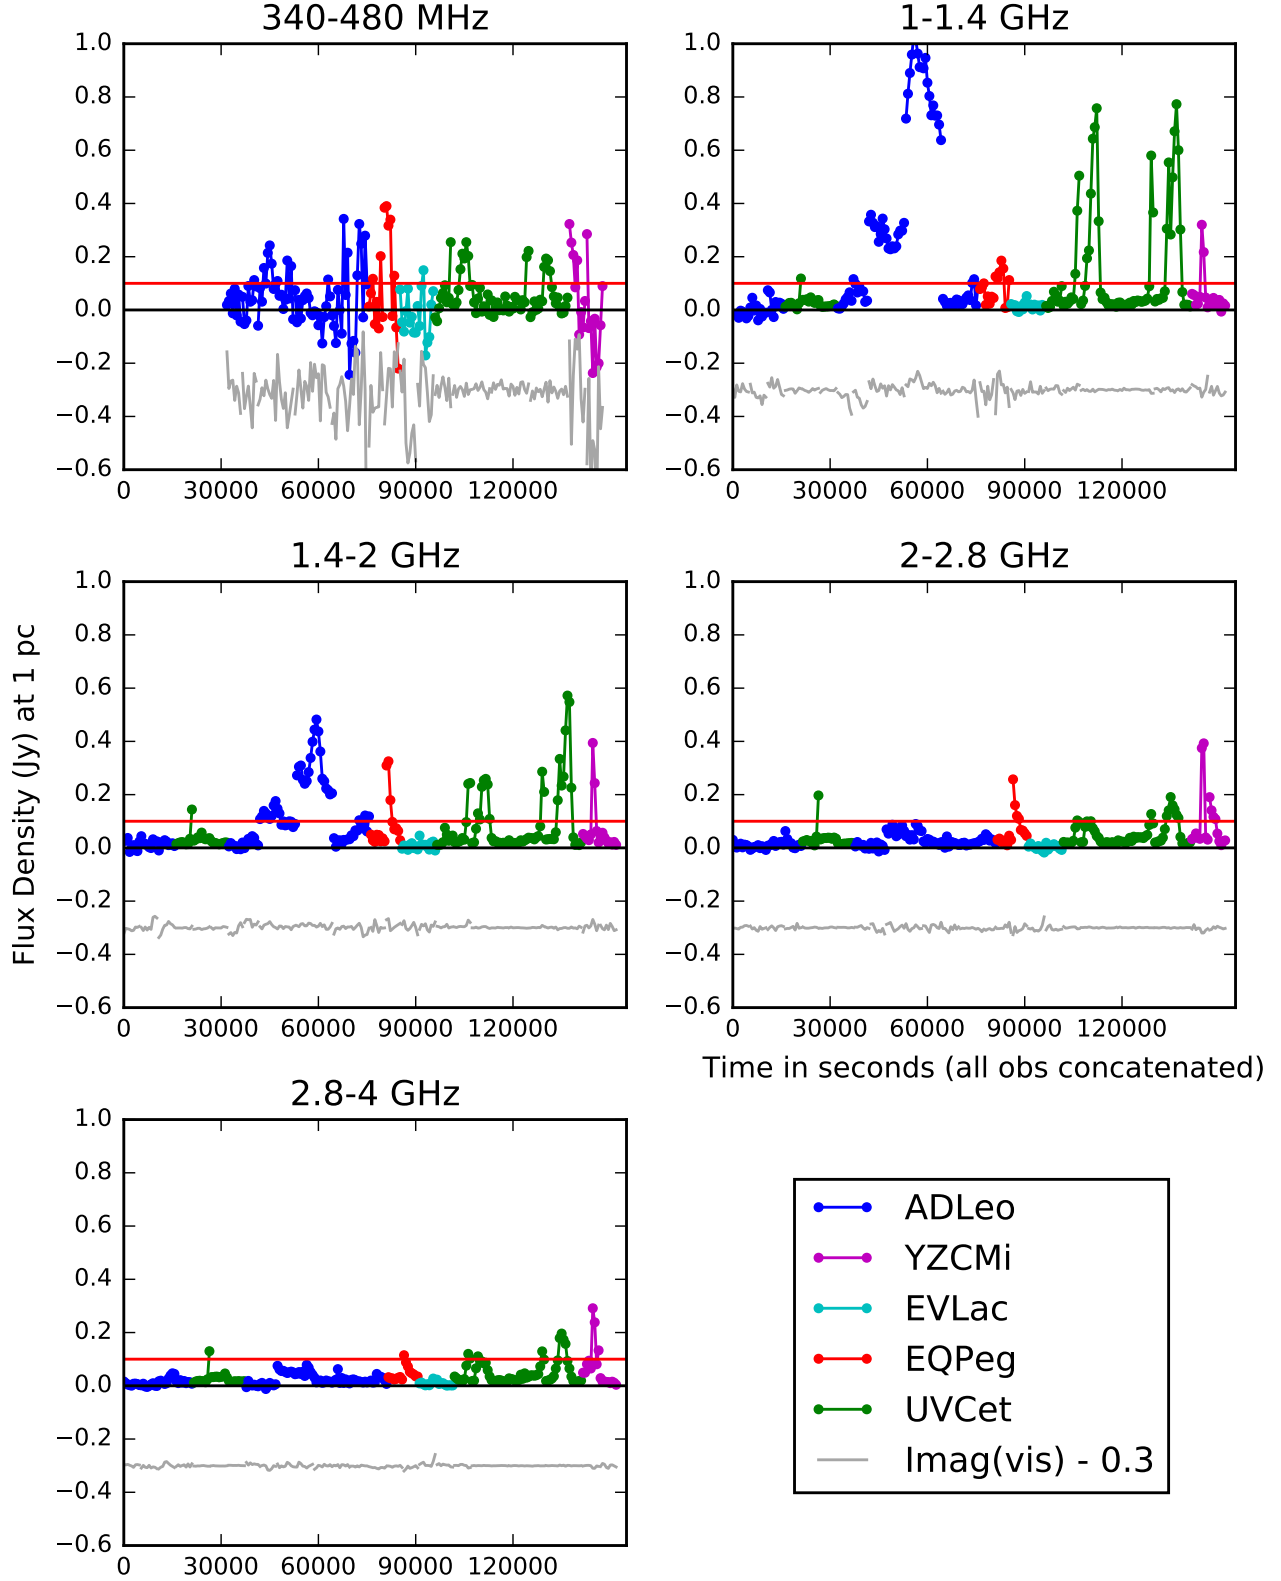 340-480 MHz
1.0
0.8
0.6
0.4
0.2
0.0
−0.2
−0.4
−0.6
0 30000 60000 90000 120000
1-1.4 GHz
1.0
0.8
0.6
0.4
0.2
0.0
−0.2
−0.4
−0.6
0 30000 60000 90000 120000
1.4-2 GHz
Flux Density (Jy) at 1 pc
1.0
0.8
0.6
0.4
0.2
0.0
−0.2
−0.4
−0.6
0 30000 60000 90000 120000
2-2.8 GHz
1.0
0.8
0.6
0.4
0.2
0.0
−0.2
−0.4
−0.6
0 30000 60000 90000 120000
Time in seconds (all obs concatenated)
2.8-4 GHz
1.0
0.8
0.6
0.4
0.2
0.0
−0.2
−0.4
−0.6
0 30000 60000 90000 120000
ADLeo
YZCMi
EVLac
EQPeg
UVCet
Imag(vis) - 0.3